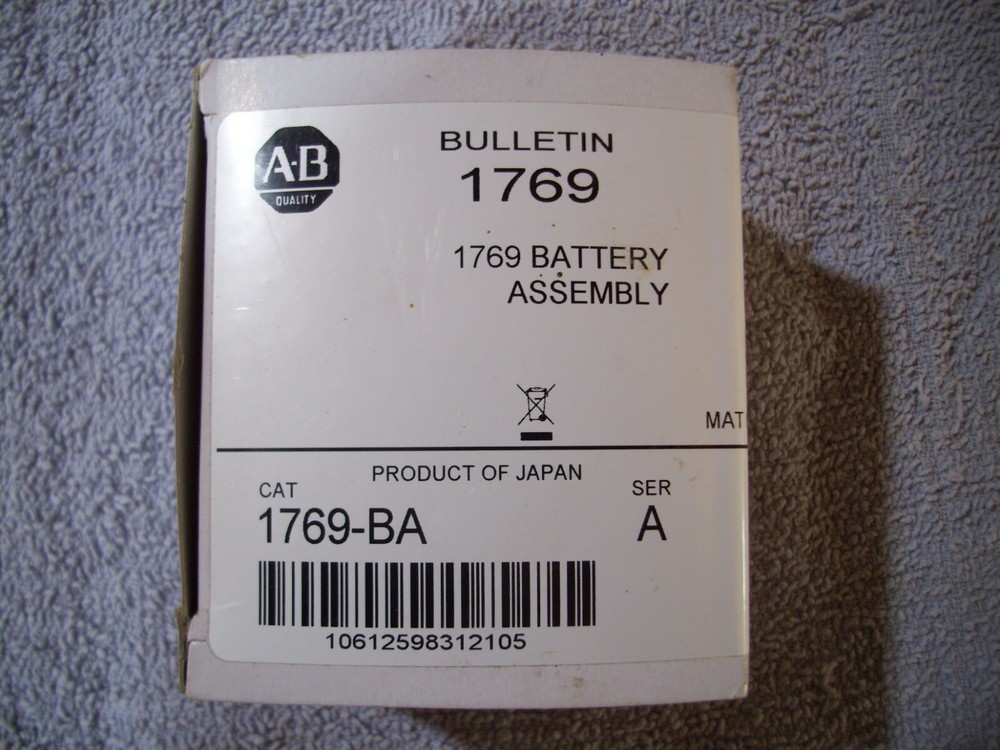 A-B
QUALITY
BULLETIN
1769
1769 BATTERY
ASSEMBLY
MAT
PRODUCT OF JAPAN
CAT
SER
1769-BA
A
10612598312105